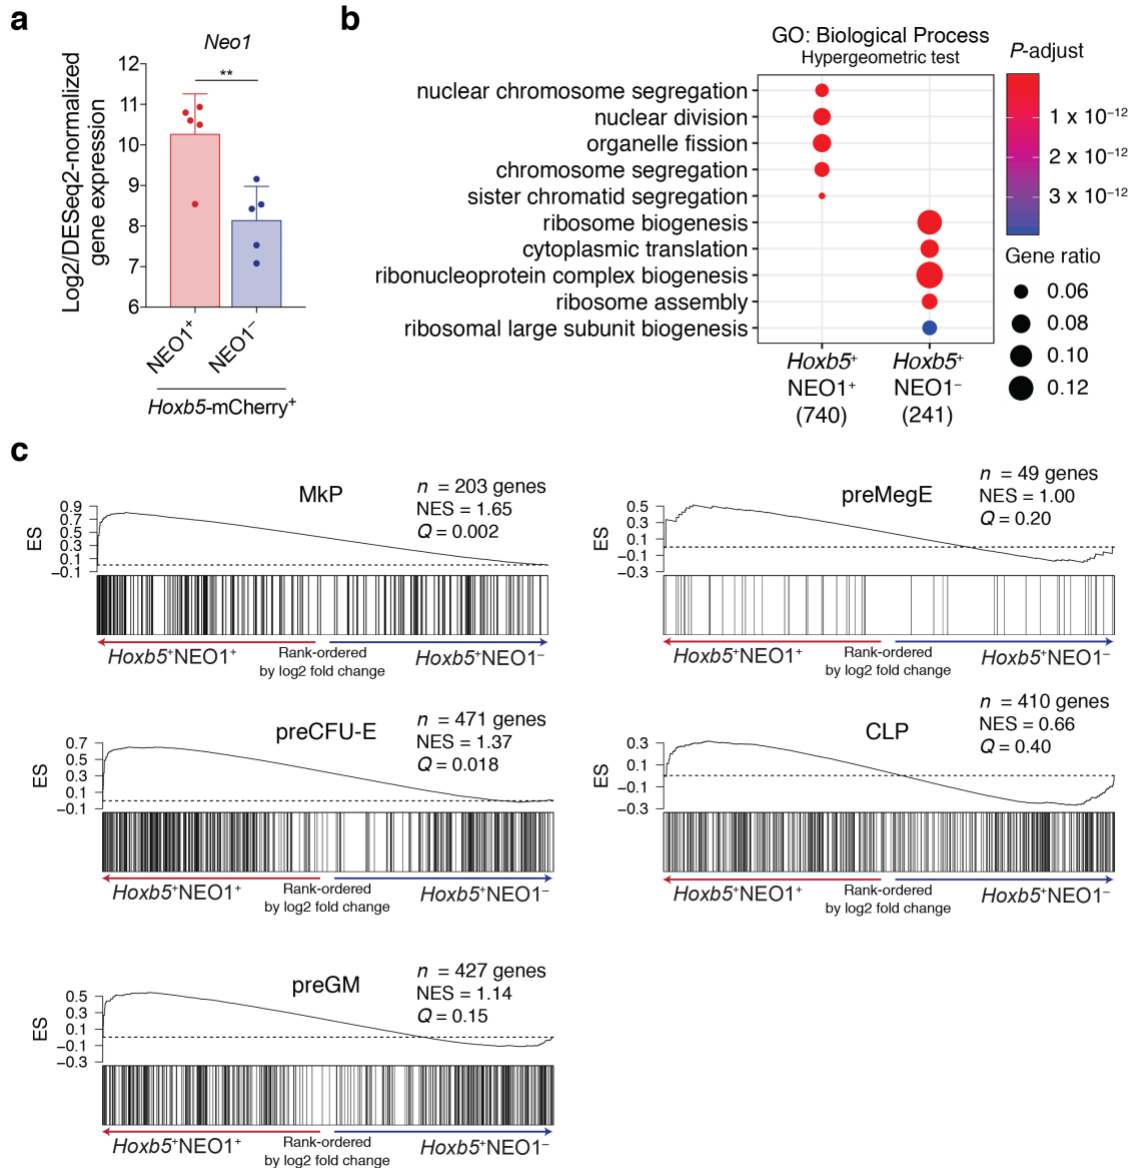 a
Neo1
**
Log2/DESeq2-normalized
gene expression
12
11
10
9
8
7
6
NEO1⁺
NEO1⁻
Hoxb5-mCherry⁺
b
GO: Biological Process
Hypergeometric test
nuclear chromosome segregation
nuclear division
organelle fission
chromosome segregation
sister chromatid segregation
ribosome biogenesis
cytoplasmic translation
ribonucleoprotein complex biogenesis
ribosome assembly
ribosomal large subunit biogenesis
Hoxb5⁺
NEO1⁺
(740)
Hoxb5⁺
NEO1⁻
(241)
P-adjust
1 x 10⁻¹²
2 x 10⁻¹²
3 x 10⁻¹²
Gene ratio
0.06
0.08
0.10
0.12
c
MkP
n = 203 genes
NES = 1.65
Q = 0.002
ES
0.9
0.7
0.5
0.3
0.1
−0.1
Hoxb5⁺NEO1⁺
Rank-ordered
by log2 fold change
Hoxb5⁺NEO1⁻
preMegE
n = 49 genes
NES = 1.00
Q = 0.20
ES
0.5
0.3
0.1
−0.1
−0.3
Hoxb5⁺NEO1⁺
Rank-ordered
by log2 fold change
Hoxb5⁺NEO1⁻
preCFU-E
n = 471 genes
NES = 1.37
Q = 0.018
ES
0.7
0.5
0.3
0.1
−0.1
Hoxb5⁺NEO1⁺
Rank-ordered
by log2 fold change
Hoxb5⁺NEO1⁻
CLP
n = 410 genes
NES = 0.66
Q = 0.40
ES
0.3
0.1
−0.1
−0.3
Hoxb5⁺NEO1⁺
Rank-ordered
by log2 fold change
Hoxb5⁺NEO1⁻
preGM
n = 427 genes
NES = 1.14
Q = 0.15
ES
0.5
0.3
0.1
−0.1
−0.3
Hoxb5⁺NEO1⁺
Rank-ordered
by log2 fold change
Hoxb5⁺NEO1⁻